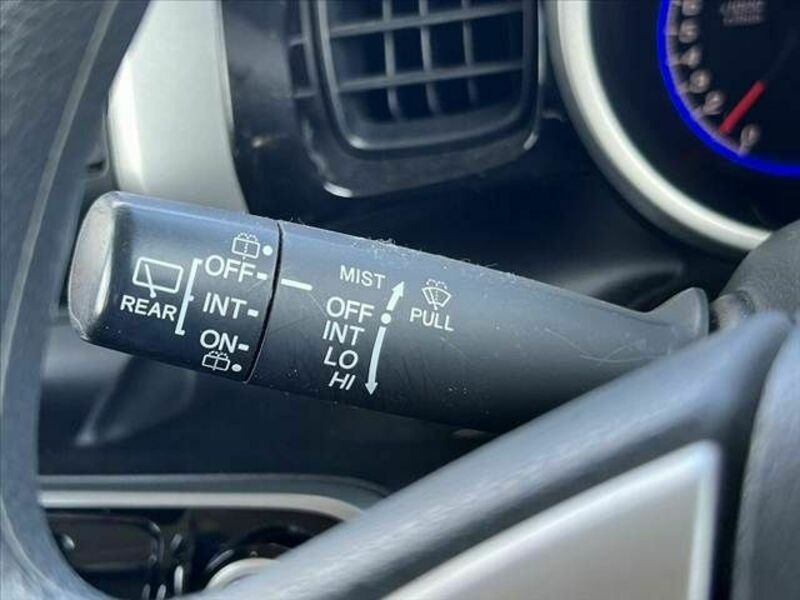 REAR
OFF
INT
ON
MIST
OFF
INT
LO
HI
PULL